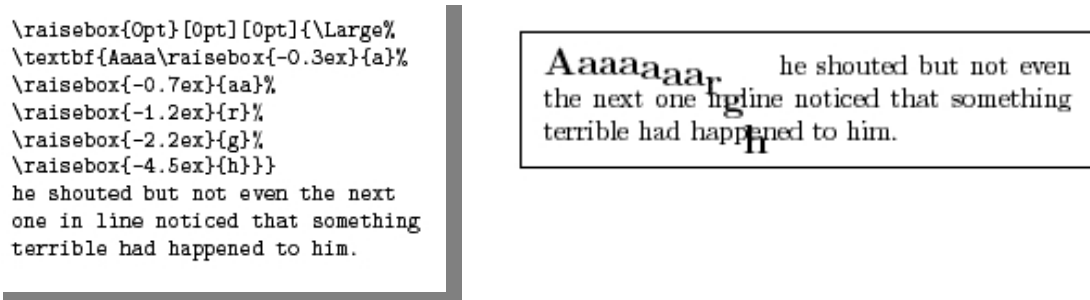 \raisebox{0pt}[0pt][0pt]{\Large%
\textbf{Aaaa\raisebox{-0.3ex}{a}%
\raisebox{-0.7ex}{aa}%
\raisebox{-1.2ex}{r}%
\raisebox{-2.2ex}{g}%
\raisebox{-4.5ex}{h}}}
he shouted but not even the next
one in line noticed that something
terrible had happened to him.
Aaaaaaargh he shouted but not even
the next one in line noticed that something
terrible had happened to him.